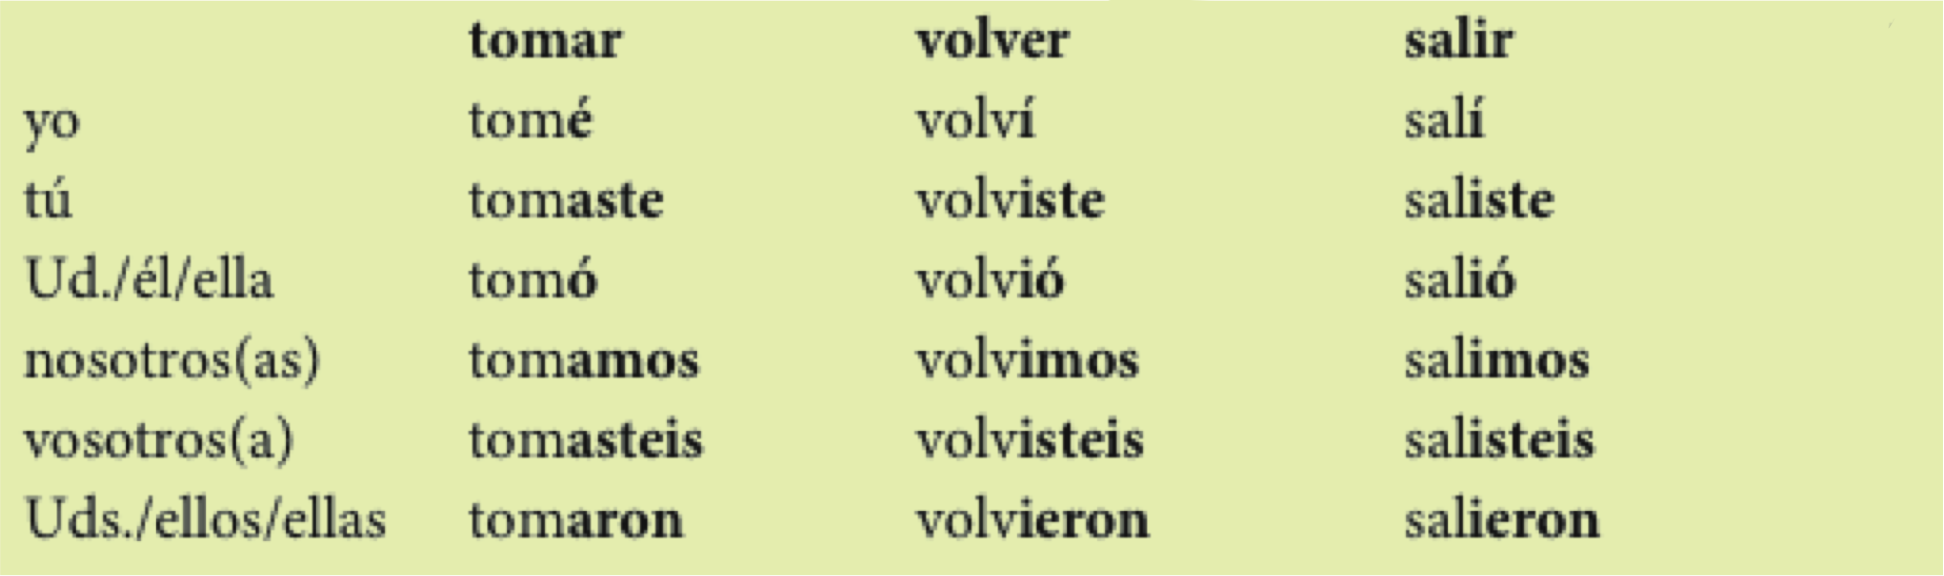 tomar volver salir
yo tomé volví salí
tú tomaste volviste saliste
Ud./él/ella tomó volvió salió
nosotros(as) tomamos volvimos salimos
vosotros(a) tomasteis volvisteis salisteis
Uds./ellos/ellas tomaron volvieron salieron